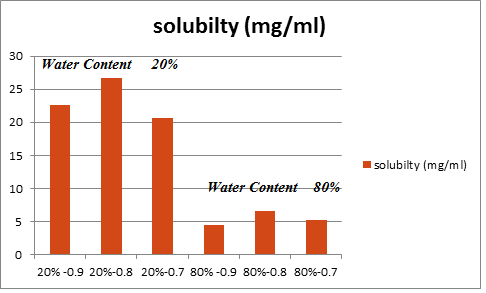 solubilty (mg/ml)
30
25
20
15
10
5
0
Water Content 20%
Water Content 80%
20% -0.9 20%-0.8 20%-0.7 80% -0.9 80%-0.8 80%-0.7
solubilty (mg/ml)